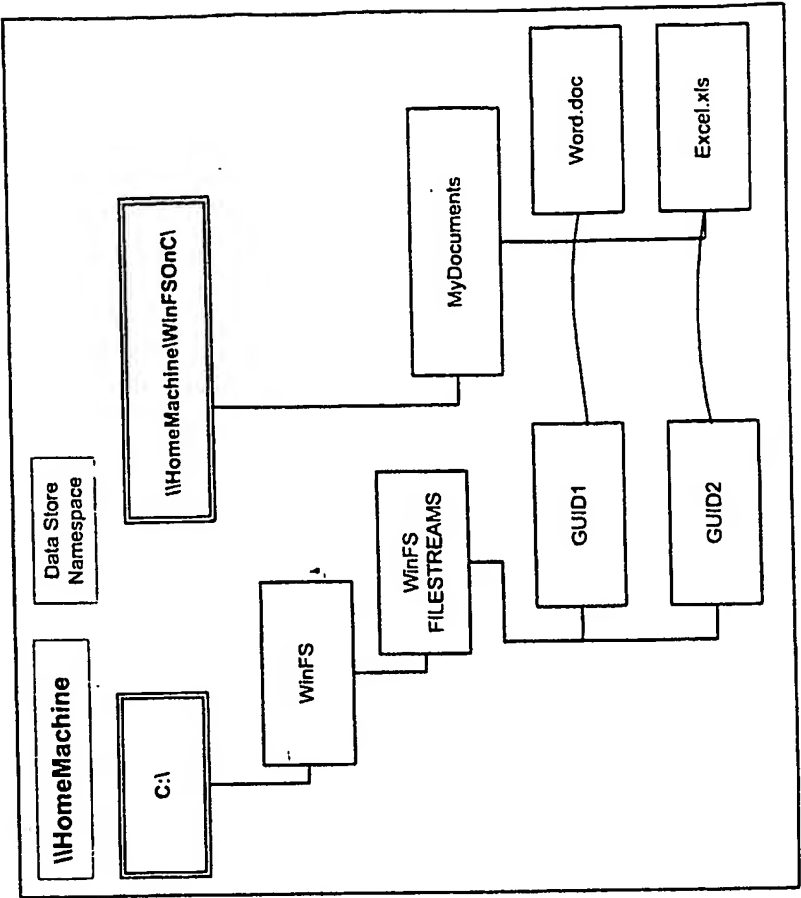 \\HomeMachine
Data Store
Namespace
C:\
\\HomeMachine\WinFSOnC\
WinFS
WinFS
FILESTREAMS
MyDocuments
GUID1
Word.doc
GUID2
Excel.xls